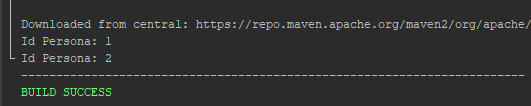 Downloaded from central: https://repo.maven.apache.org/maven2/org/apache/
Id Persona: 1
Id Persona: 2
------------------------------------------------------------------------
BUILD SUCCESS